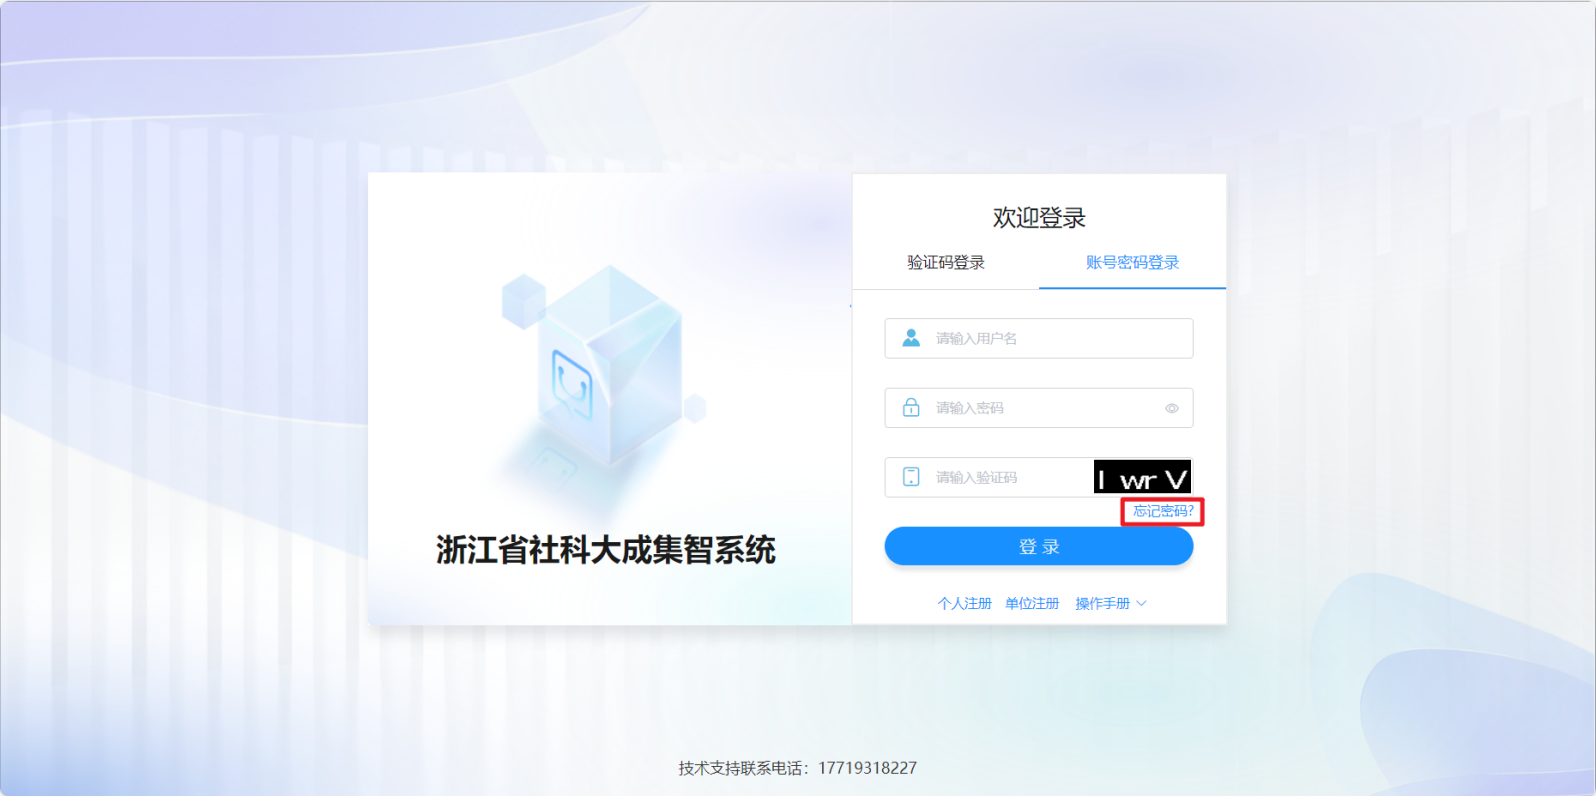 欢迎登录
验证码登录 账号密码登录
请输入用户名
请输入密码
请输入验证码 l wr V
忘记密码?
登 录
个人注册 单位注册 操作手册
浙江省社科大成集智系统
技术支持联系电话：17719318227